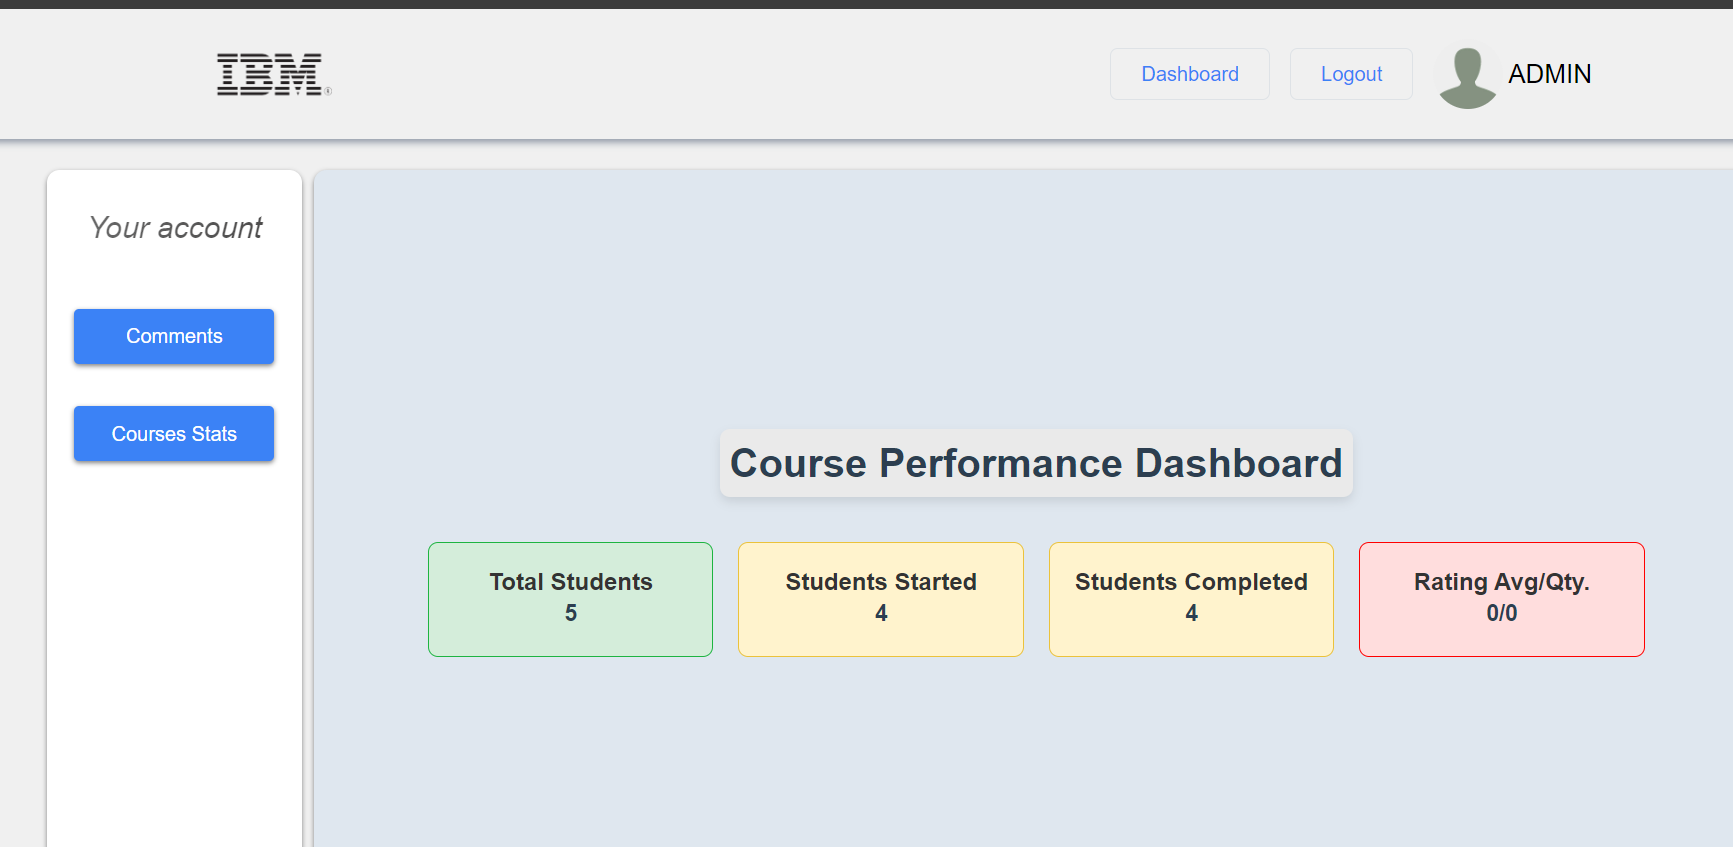 IBM®
Dashboard
Logout
ADMIN
Your account
Comments
Courses Stats
Course Performance Dashboard
Total Students
5
Students Started
4
Students Completed
4
Rating Avg/Qty.
0/0